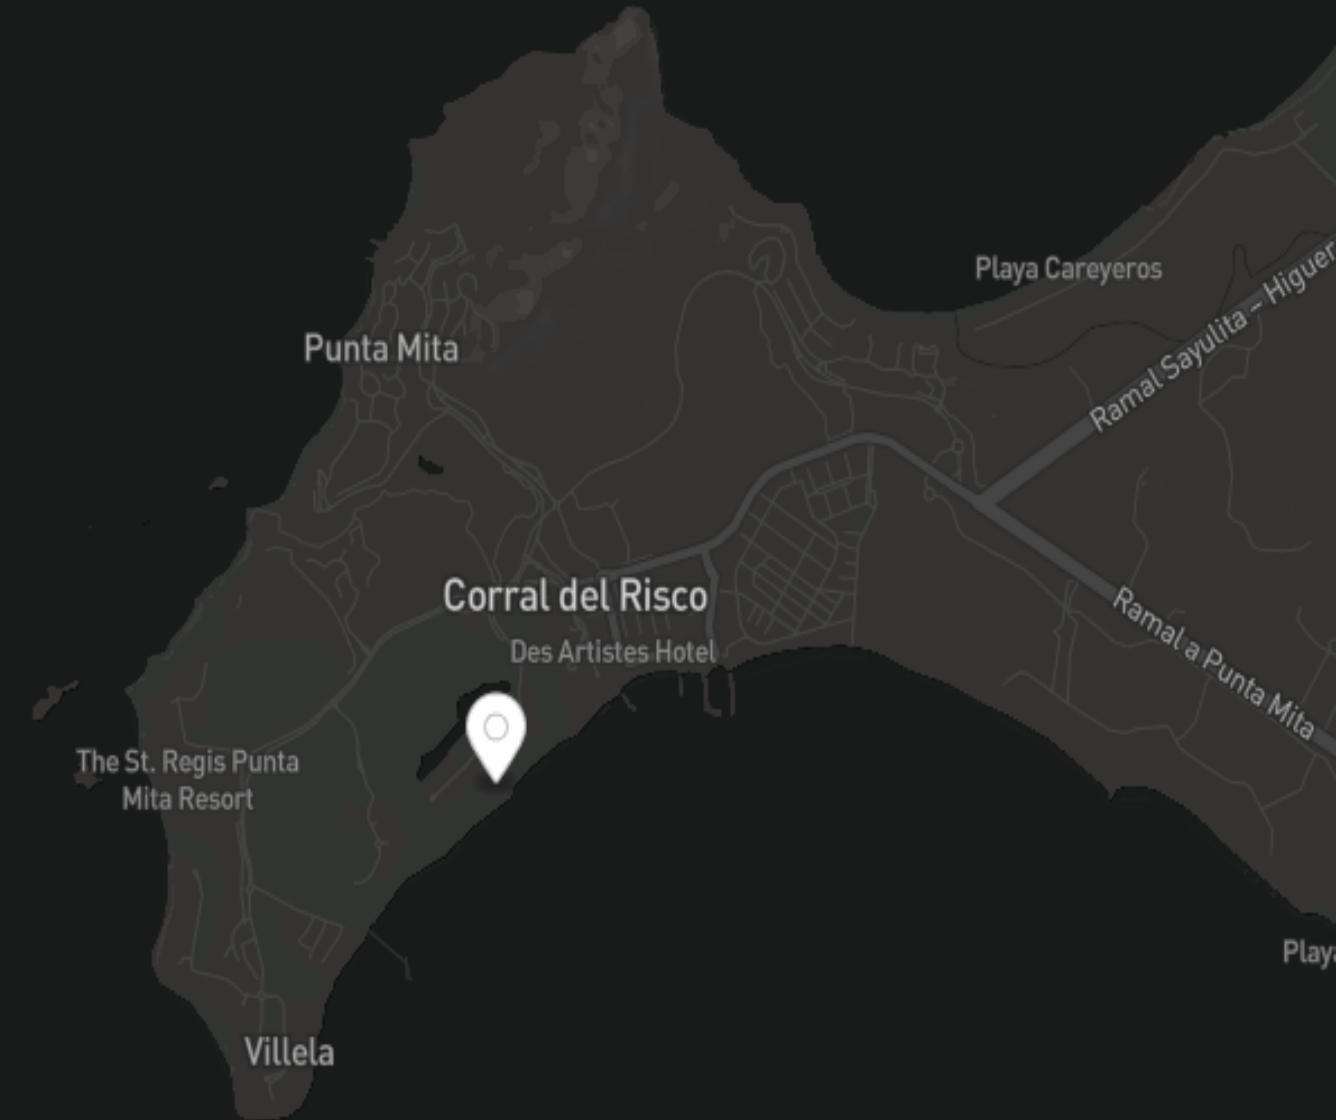 Playa Careyeros
Ramal Sayulita – Higuer
Punta Mita
Corral del Risco
Des Artistes Hotel
Ramal a Punta Mita
The St. Regis Punta
Mita Resort
Playa
Villela